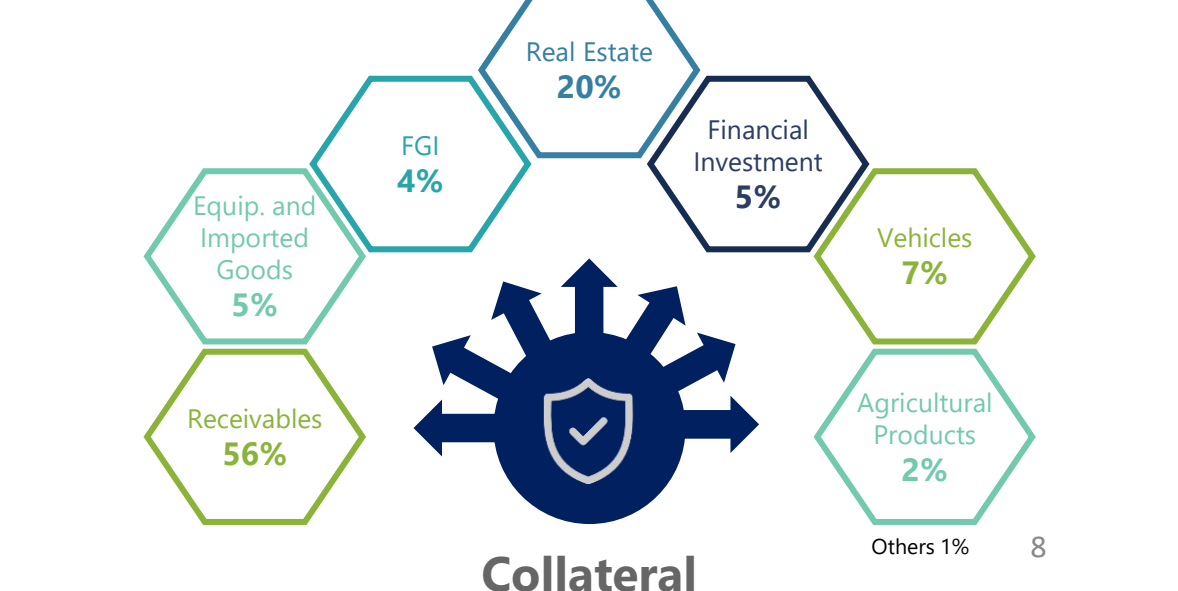 Real Estate
20%
FGI
4%
Financial
Investment
5%
Equip. and
Imported
Goods
5%
Vehicles
7%
Receivables
56%
Agricultural
Products
2%
Others 1%
8
Collateral